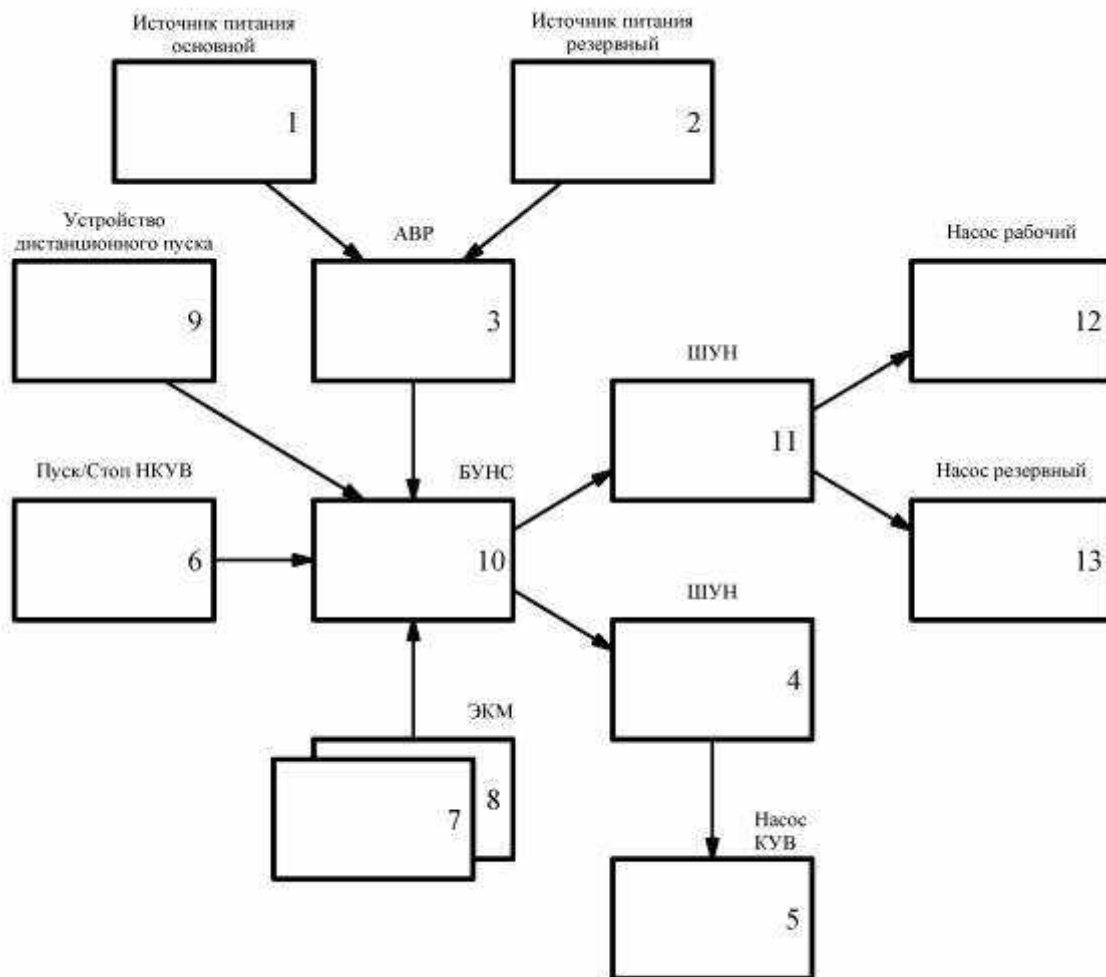 Источник питания
основной
Источник питания
резервный
1
2
Устройство
дистанционного пуска
АВР
Насос рабочий
9
3
12
ШУН
11
Пуск/Стоп НКУВ
БУНС
Насос резервный
6
10
13
ШУН
4
ЭКМ
8
7
Насос
КУВ
5